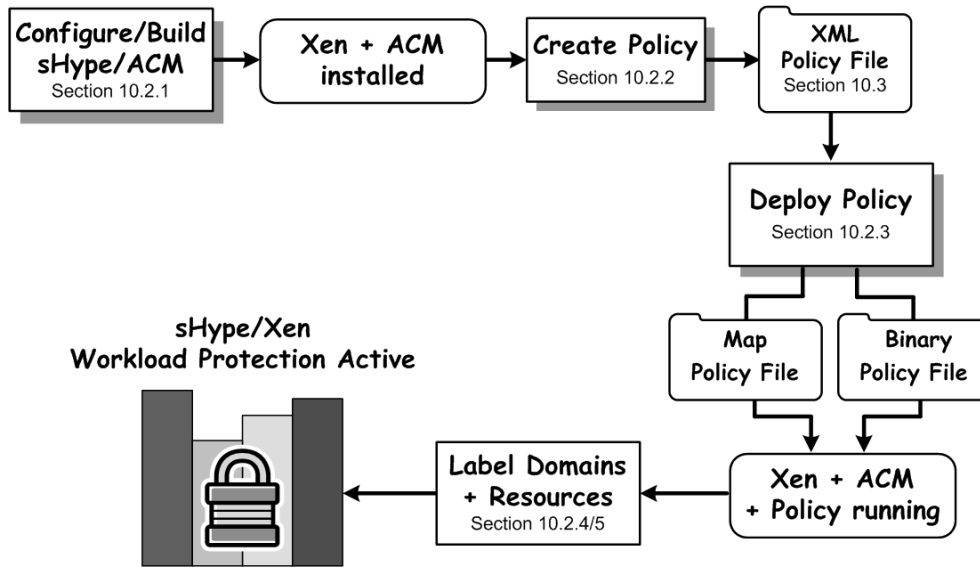 Configure/Build
sHype/ACM
Section 10.2.1
Xen + ACM
installed
Create Policy
Section 10.2.2
XML
Policy File
Section 10.3
Deploy Policy
Section 10.2.3
Map
Policy File
Binary
Policy File
Xen + ACM
+ Policy running
Label Domains
+ Resources
Section 10.2.4/5
sHype/Xen
Workload Protection Active